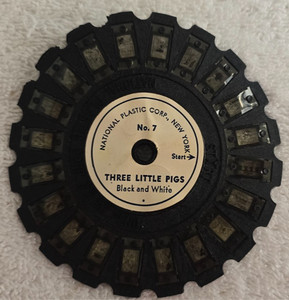 NATIONAL PLASTIC CORP., NEW YORK
No. 7
Start→
THREE LITTLE PIGS
Black and White